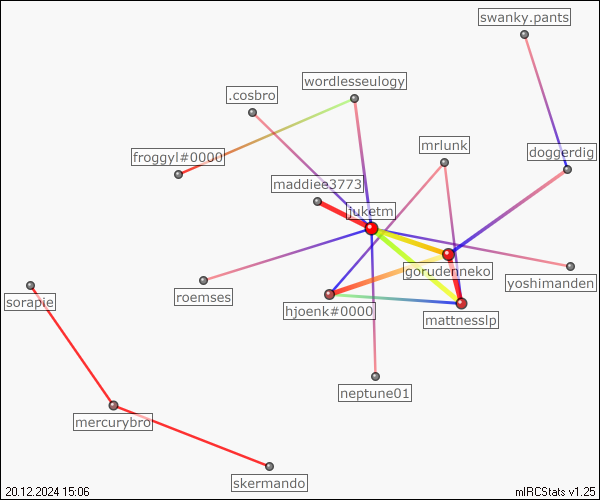 swanky.pants
wordlesseulogy
.cosbro
mrlunk
doggerdig
froggyl#0000
maddiee3773
juketm
gorudenneko
yoshimanden
roemses
sorapie
hjoenk#0000
mattnesslp
neptune01
mercurybro
skermando
20.12.2024 15:06
mIRCStats v1.25